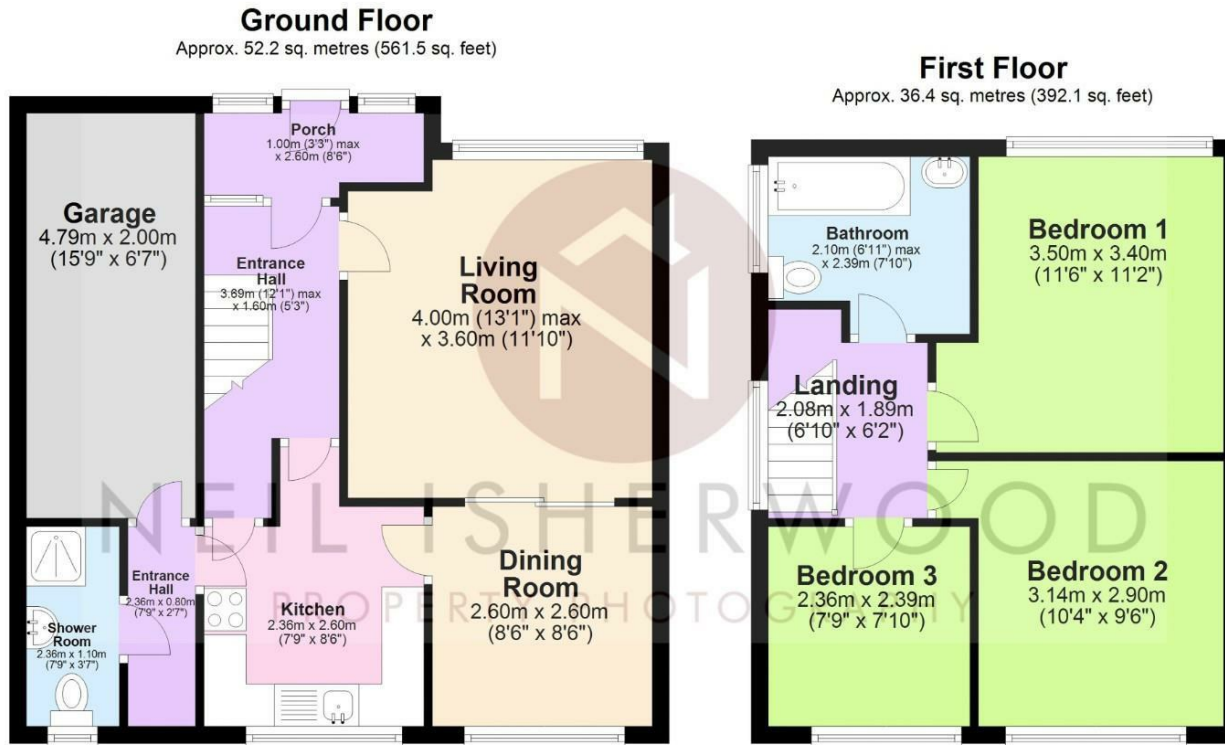 Ground Floor
Approx. 52.2 sq. metres (561.5 sq. feet)
Porch
1.00m (3'3") max
x 2.60m (8'6")
Garage
4.79m x 2.00m
(15'9" x 6'7")
Entrance
Hall
3.69m (12'1") max
x 1.60m (5'3")
Living
Room
4.00m (13'1") max
x 3.60m (11'10")
Entrance
Hall
2.36m x 0.80m
(7'9" x 2'7")
Shower
Room
2.36m x 1.10m
(7'9" x 3'7")
Kitchen
2.36m x 2.60m
(7'9" x 8'6")
Dining
Room
2.60m x 2.60m
(8'6" x 8'6")
First Floor
Approx. 36.4 sq. metres (392.1 sq. feet)
Bathroom
2.10m (6'11") max
x 2.39m (7'10")
Bedroom 1
3.50m x 3.40m
(11'6" x 11'2")
Landing
2.08m x 1.89m
(6'10" x 6'2")
Bedroom 3
2.36m x 2.39m
(7'9" x 7'10")
Bedroom 2
3.14m x 2.90m
(10'4" x 9'6")
NEIL ISHERWOOD
PROPERTY PHOTOGRAPHY